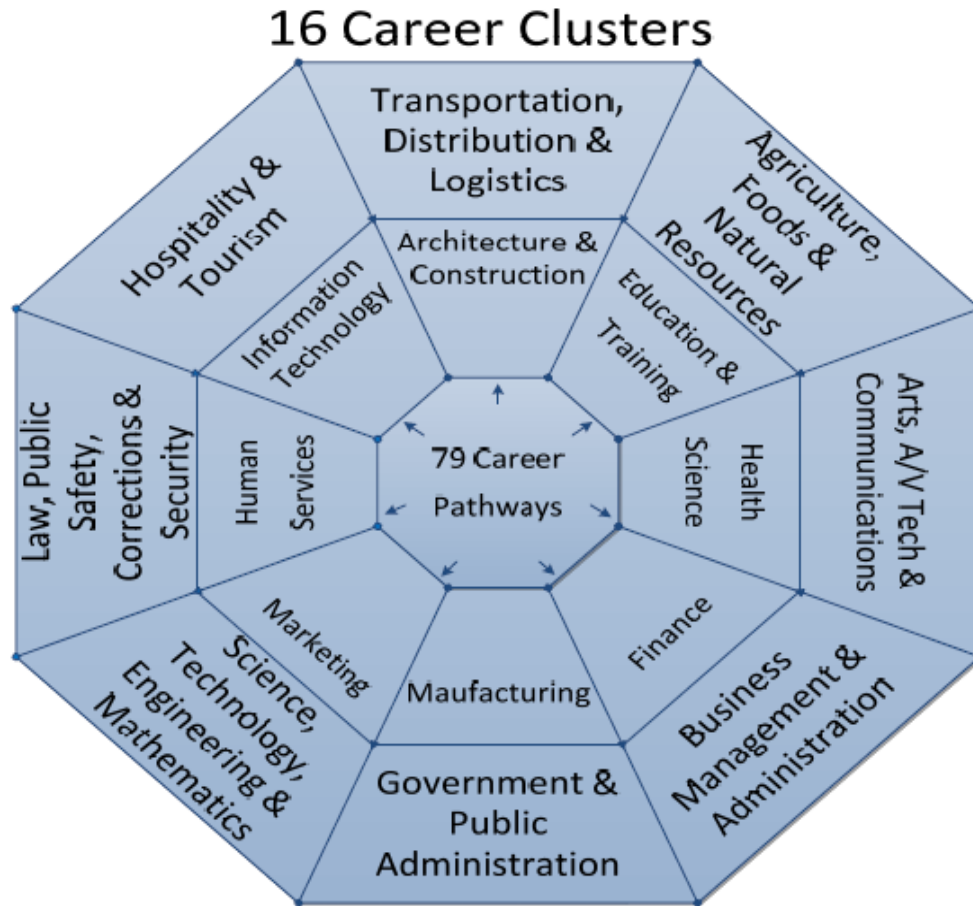 16 Career Clusters
Transportation,
Distribution &
Logistics
Agriculture,
Foods &
Natural
Resources
Arts, A/V Tech &
Communications
Business
Management &
Administration
Government &
Public
Administration
Science,
Technology,
Engineering &
Mathematics
Law, Public
Safety,
Corrections &
Security
Hospitality &
Tourism
Architecture &
Construction
Education &
Training
Health
Science
Finance
Maufacturing
Marketing
Human
Services
Information
Technology
79 Career
Pathways